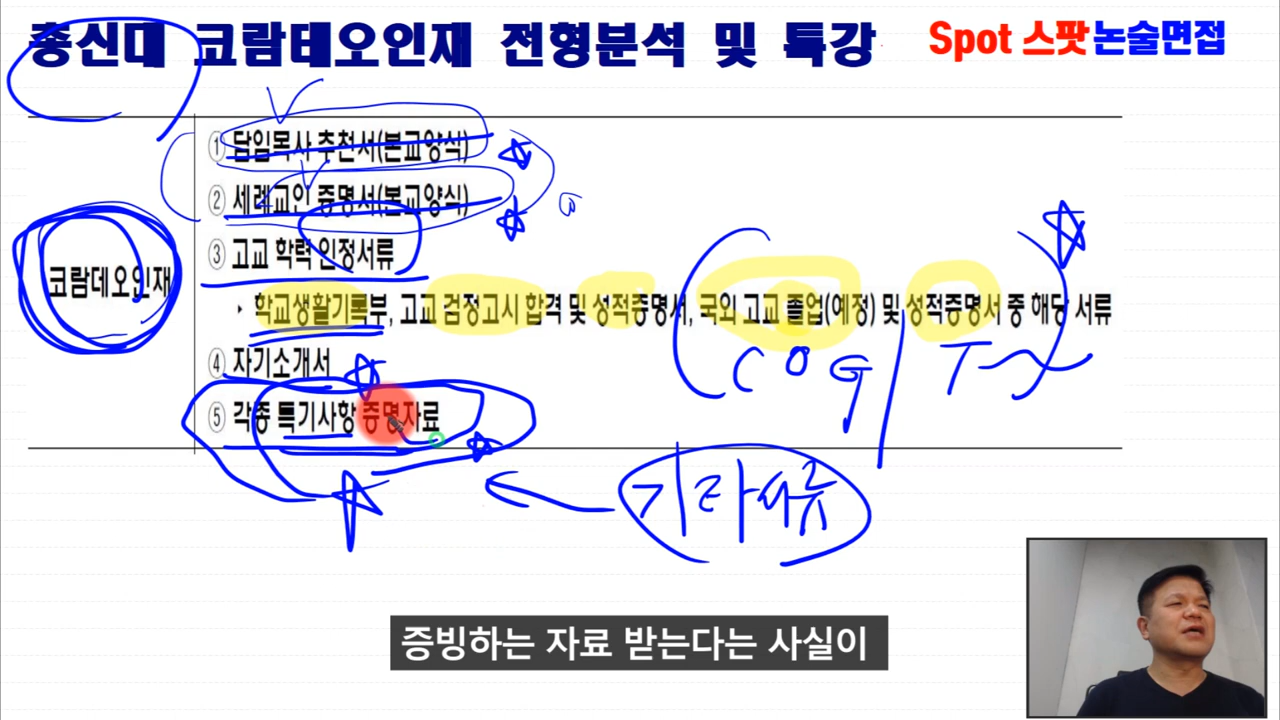 총신대 코람데오인재 전형분석 및 특강
Spot 스팟 논술면접
① 담임목사 추천서(본교양식)
② 세례교인 증명서(본교양식)
③ 고교 학력 인정서류
코람데오인재
‣ 학교생활기록부, 고교 검정고시 합격 및 성적증명서, 국외 고교 졸업(예정) 및 성적증명서 중 해당 서류
④ 자기소개서
⑤ 각종 특기사항 증명자료
기타서류
증빙하는 자료 받는다는 사실이